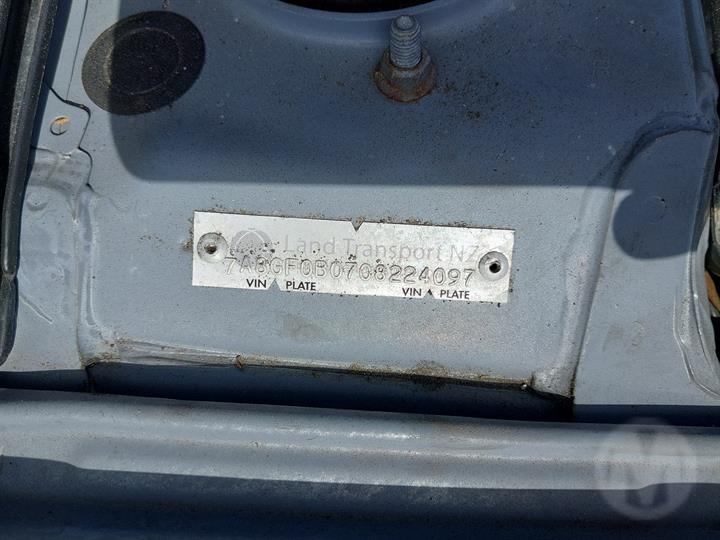 Land Transport NZ
7A8GF0B0708224097
VIN PLATE VIN PLATE
M